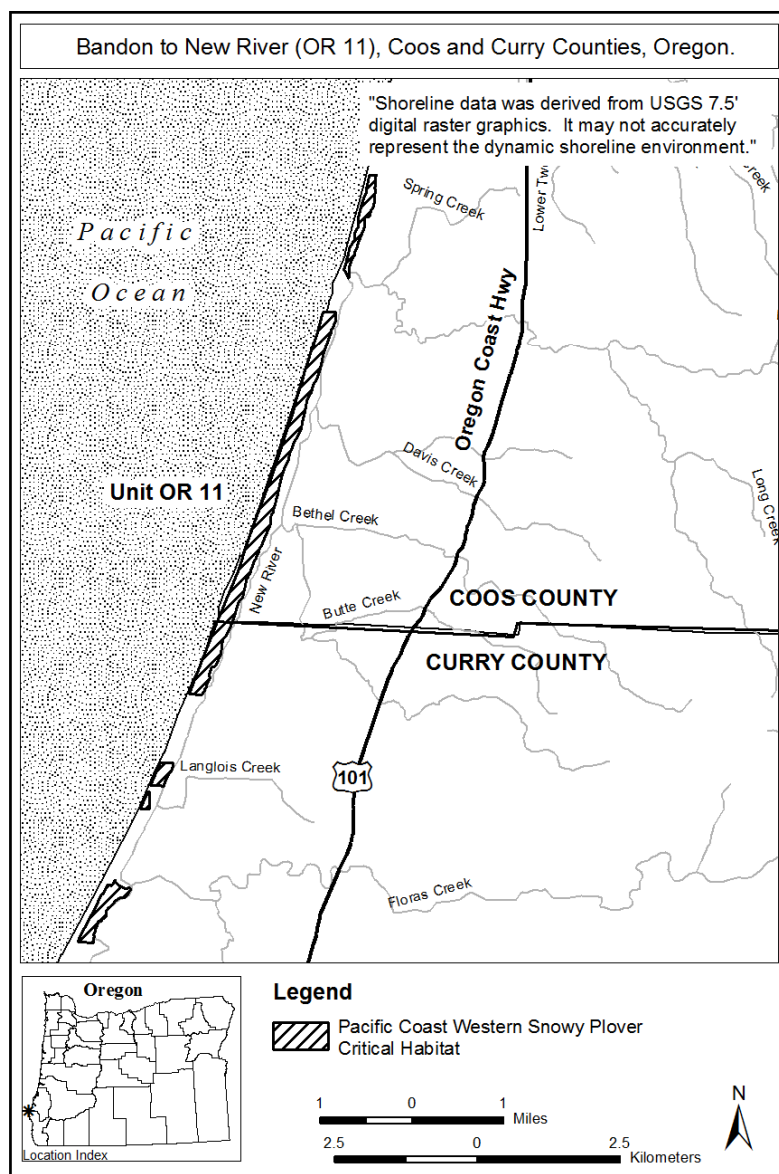 Bandon to New River (OR 11), Coos and Curry Counties, Oregon.
"Shoreline data was derived from USGS 7.5'
digital raster graphics.  It may not accurately
represent the dynamic shoreline environment."
Creek
Spring Creek
Lower Two
Pacific
Ocean
Oregon Coast Hwy
Davis Creek
Long Creek
Unit OR 11
Bethel Creek
New River
Butte Creek
COOS COUNTY
CURRY COUNTY
Langlois Creek
101
Floras Creek
Oregon
Location Index
Legend
Pacific Coast Western Snowy Plover
Critical Habitat
1 0 1 Miles
2.5 0 2.5 Kilometers
N